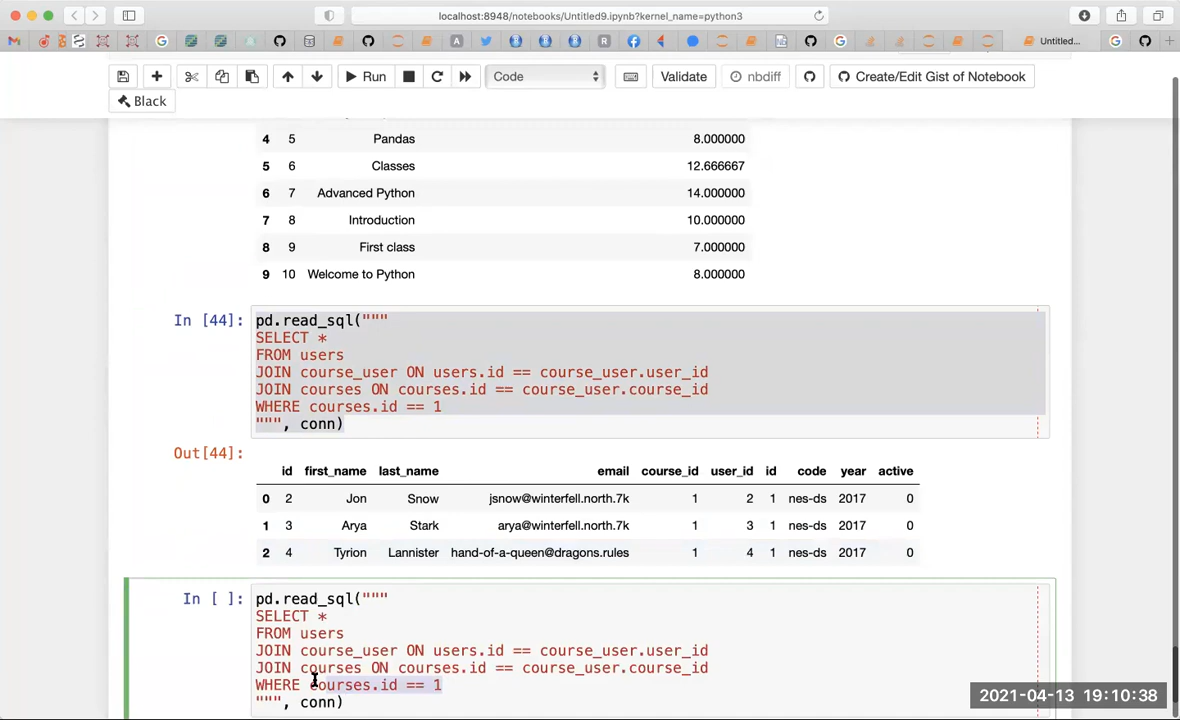 localhost:8948/notebooks/Untitled9.ipynb?kernel_name=python3
Untitled...
Run
Code
Validate
nbdiff
Create/Edit Gist of Notebook
Black
4 5 Pandas 8.000000
5 6 Classes 12.666667
6 7 Advanced Python 14.000000
7 8 Introduction 10.000000
8 9 First class 7.000000
9 10 Welcome to Python 8.000000
In [44]: pd.read_sql("""
SELECT *
FROM users
JOIN course_user ON users.id == course_user.user_id
JOIN courses ON courses.id == course_user.course_id
WHERE courses.id == 1
""", conn)
Out[44]:
id first_name last_name email course_id user_id id code year active
0 2 Jon Snow jsnow@winterfell.north.7k 1 2 1 nes-ds 2017 0
1 3 Arya Stark arya@winterfell.north.7k 1 3 1 nes-ds 2017 0
2 4 Tyrion Lannister hand-of-a-queen@dragons.rules 1 4 1 nes-ds 2017 0
In [ ]: pd.read_sql("""
SELECT *
FROM users
JOIN course_user ON users.id == course_user.user_id
JOIN courses ON courses.id == course_user.course_id
WHERE courses.id == 1
""", conn)
2021-04-13 19:10:38